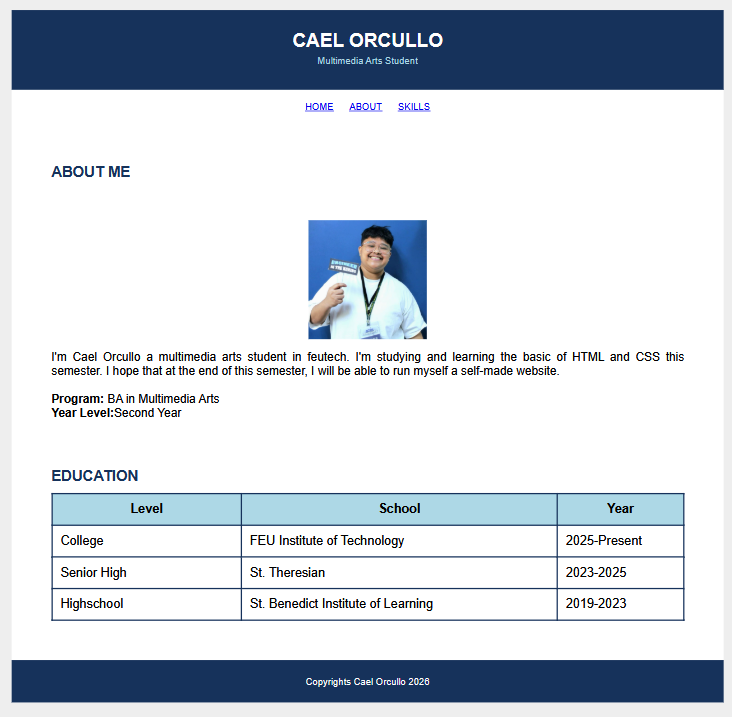 CAEL ORCULLO
Multimedia Arts Student
HOME ABOUT SKILLS
ABOUT ME
I'm Cael Orcullo a multimedia arts student in feutech. I'm studying and learning the basic of HTML and CSS this
semester. I hope that at the end of this semester, I will be able to run myself a self-made website.
Program: BA in Multimedia Arts
Year Level:Second Year
EDUCATION
Level School Year
College FEU Institute of Technology 2025-Present
Senior High St. Theresian 2023-2025
Highschool St. Benedict Institute of Learning 2019-2023
Copyrights Cael Orcullo 2026